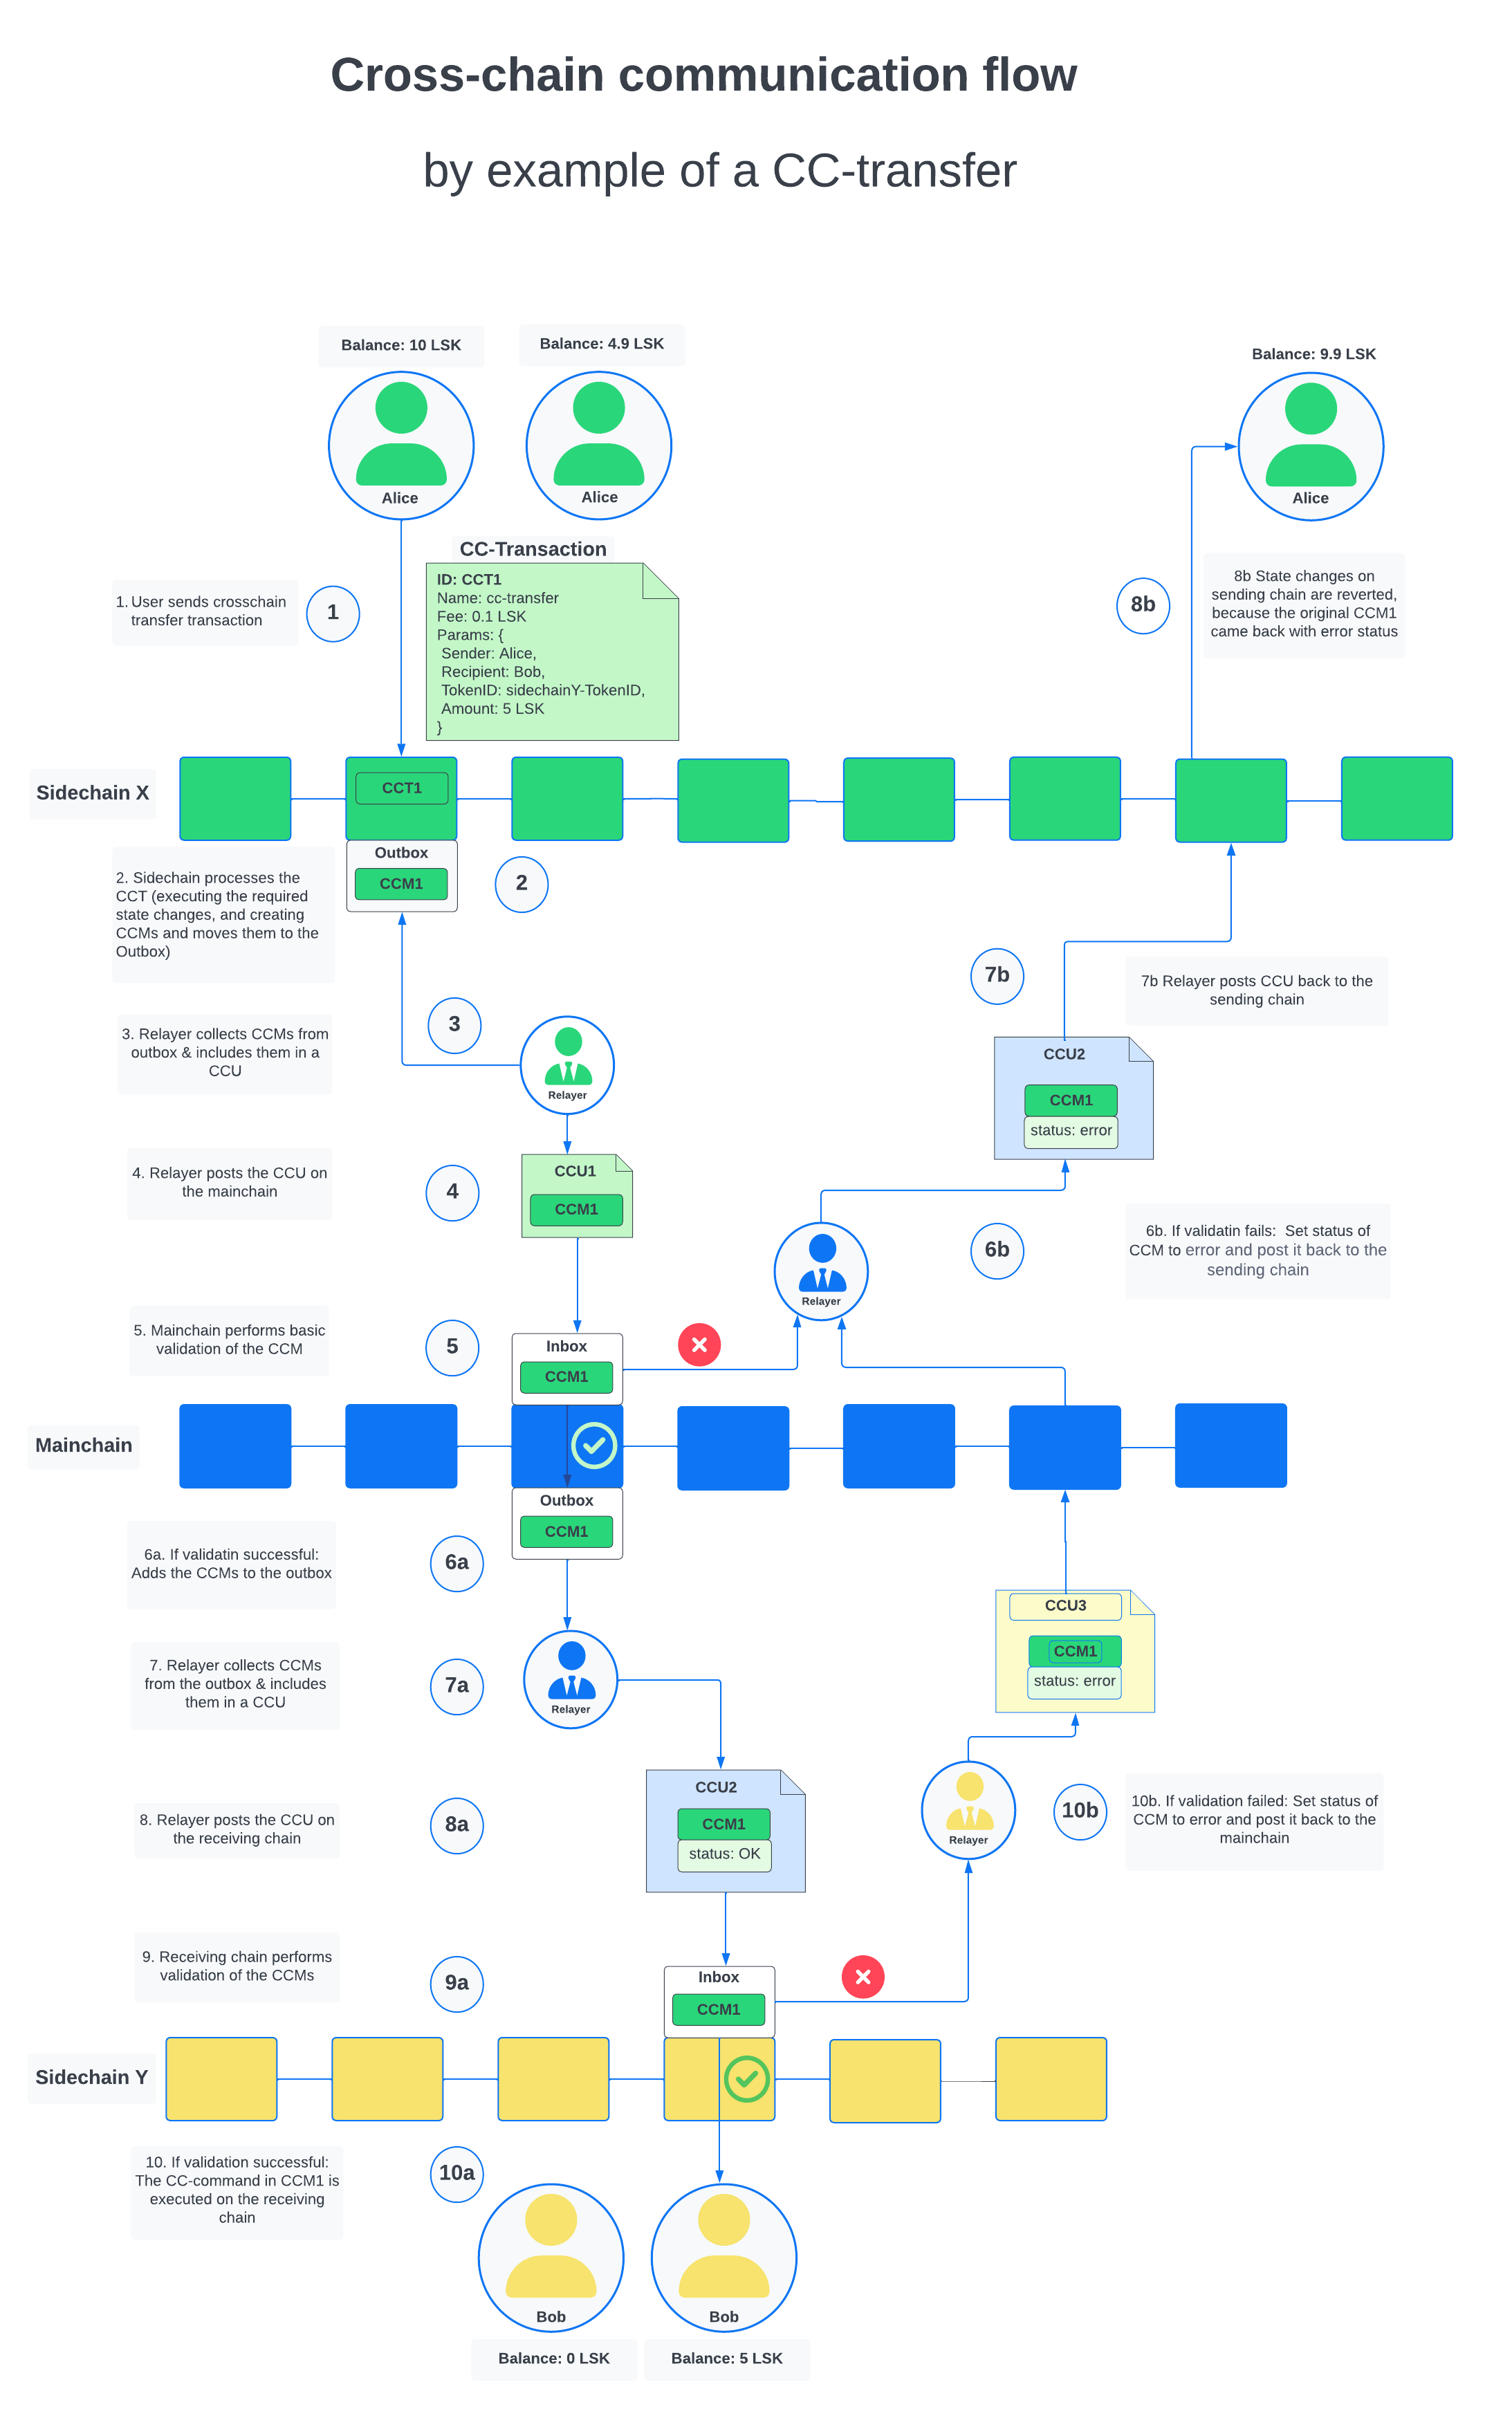 Cross-chain communication flow
by example of a CC-transfer
Balance: 10 LSK
Balance: 4.9 LSK
Balance: 9.9 LSK
Alice
Alice
Alice
CC-Transaction
ID: CCT1
Name: cc-transfer
Fee: 0.1 LSK
Params: {
Sender: Alice,
Recipient: Bob,
TokenID: sidechainY-TokenID,
Amount: 5 LSK
}
1. User sends crosschain
transfer transaction
1
8b
8b State changes on
sending chain are reverted,
because the original CCM1
came back with error status
Sidechain X
CCT1
Outbox
CCM1
2
2. Sidechain processes the
CCT (executing the required
state changes, and creating
CCMs and moves them to the
Outbox)
7b
7b Relayer posts CCU back to the
sending chain
3. Relayer collects CCMs from
outbox & includes them in a
CCU
3
Relayer
CCU2
CCM1
status: error
4. Relayer posts the CCU on
the mainchain
4
CCU1
CCM1
Relayer
6b
6b. If validatin fails:  Set status of
CCM to error and post it back to the
sending chain
5. Mainchain performs basic
validation of the CCM
5
Inbox
CCM1
Mainchain
Outbox
CCM1
6a. If validatin successful:
Adds the CCMs to the outbox
6a
CCU3
CCM1
status: error
7. Relayer collects CCMs
from the outbox & includes
them in a CCU
7a
Relayer
8. Relayer posts the CCU on
the receiving chain
8a
CCU2
CCM1
status: OK
Relayer
10b
10b. If validation failed: Set status of
CCM to error and post it back to the
mainchain
9. Receiving chain performs
validation of the CCMs
9a
Inbox
CCM1
Sidechain Y
10. If validation successful:
The CC-command in CCM1 is
executed on the receiving
chain
10a
Bob
Bob
Balance: 0 LSK
Balance: 5 LSK